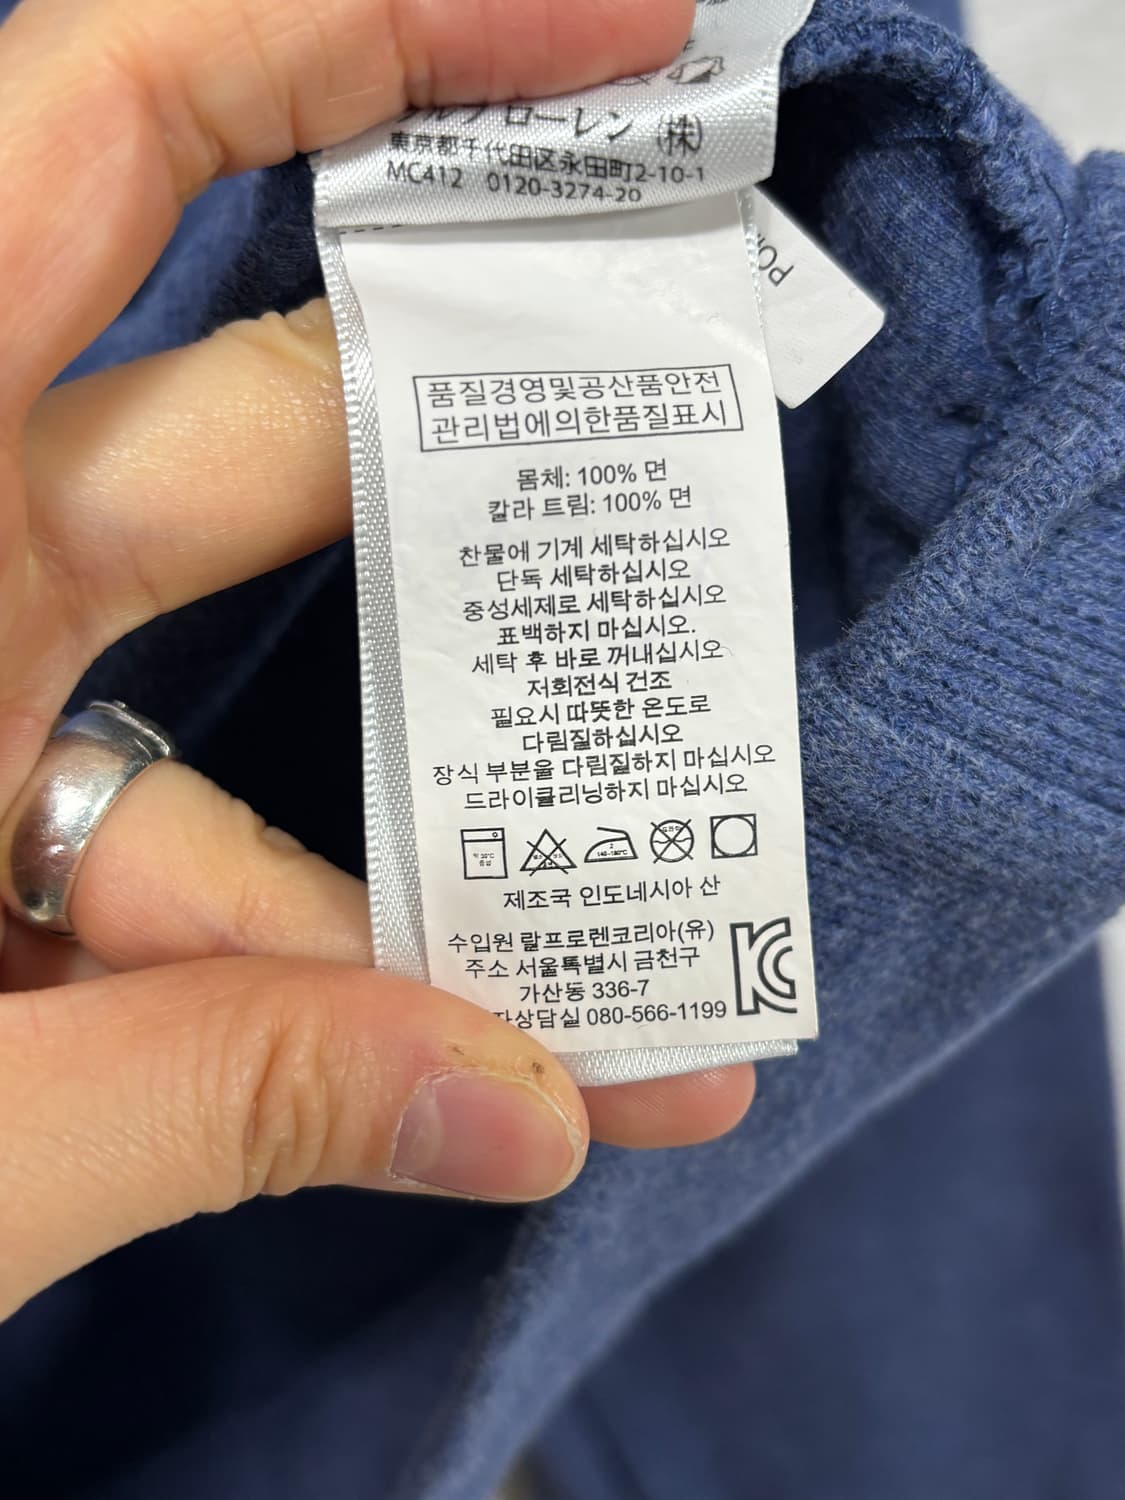 ローレン (株)
東京都千代田区永田町2-10-1
MC412 0120-3274-20
품질경영및공산품안전
관리법에의한품질표시
몸체: 100% 면
칼라 트림: 100% 면
찬물에 기계 세탁하십시오
단독 세탁하십시오
중성세제로 세탁하십시오
표백하지 마십시오.
세탁 후 바로 꺼내십시오
저회전식 건조
필요시 따뜻한 온도로
다림질하십시오
장식 부분을 다림질하지 마십시오
드라이클리닝하지 마십시오
제조국 인도네시아 산
수입원 랄프로렌코리아(유)
주소 서울특별시 금천구
가산동 336-7
자상담실 080-566-1199
KC